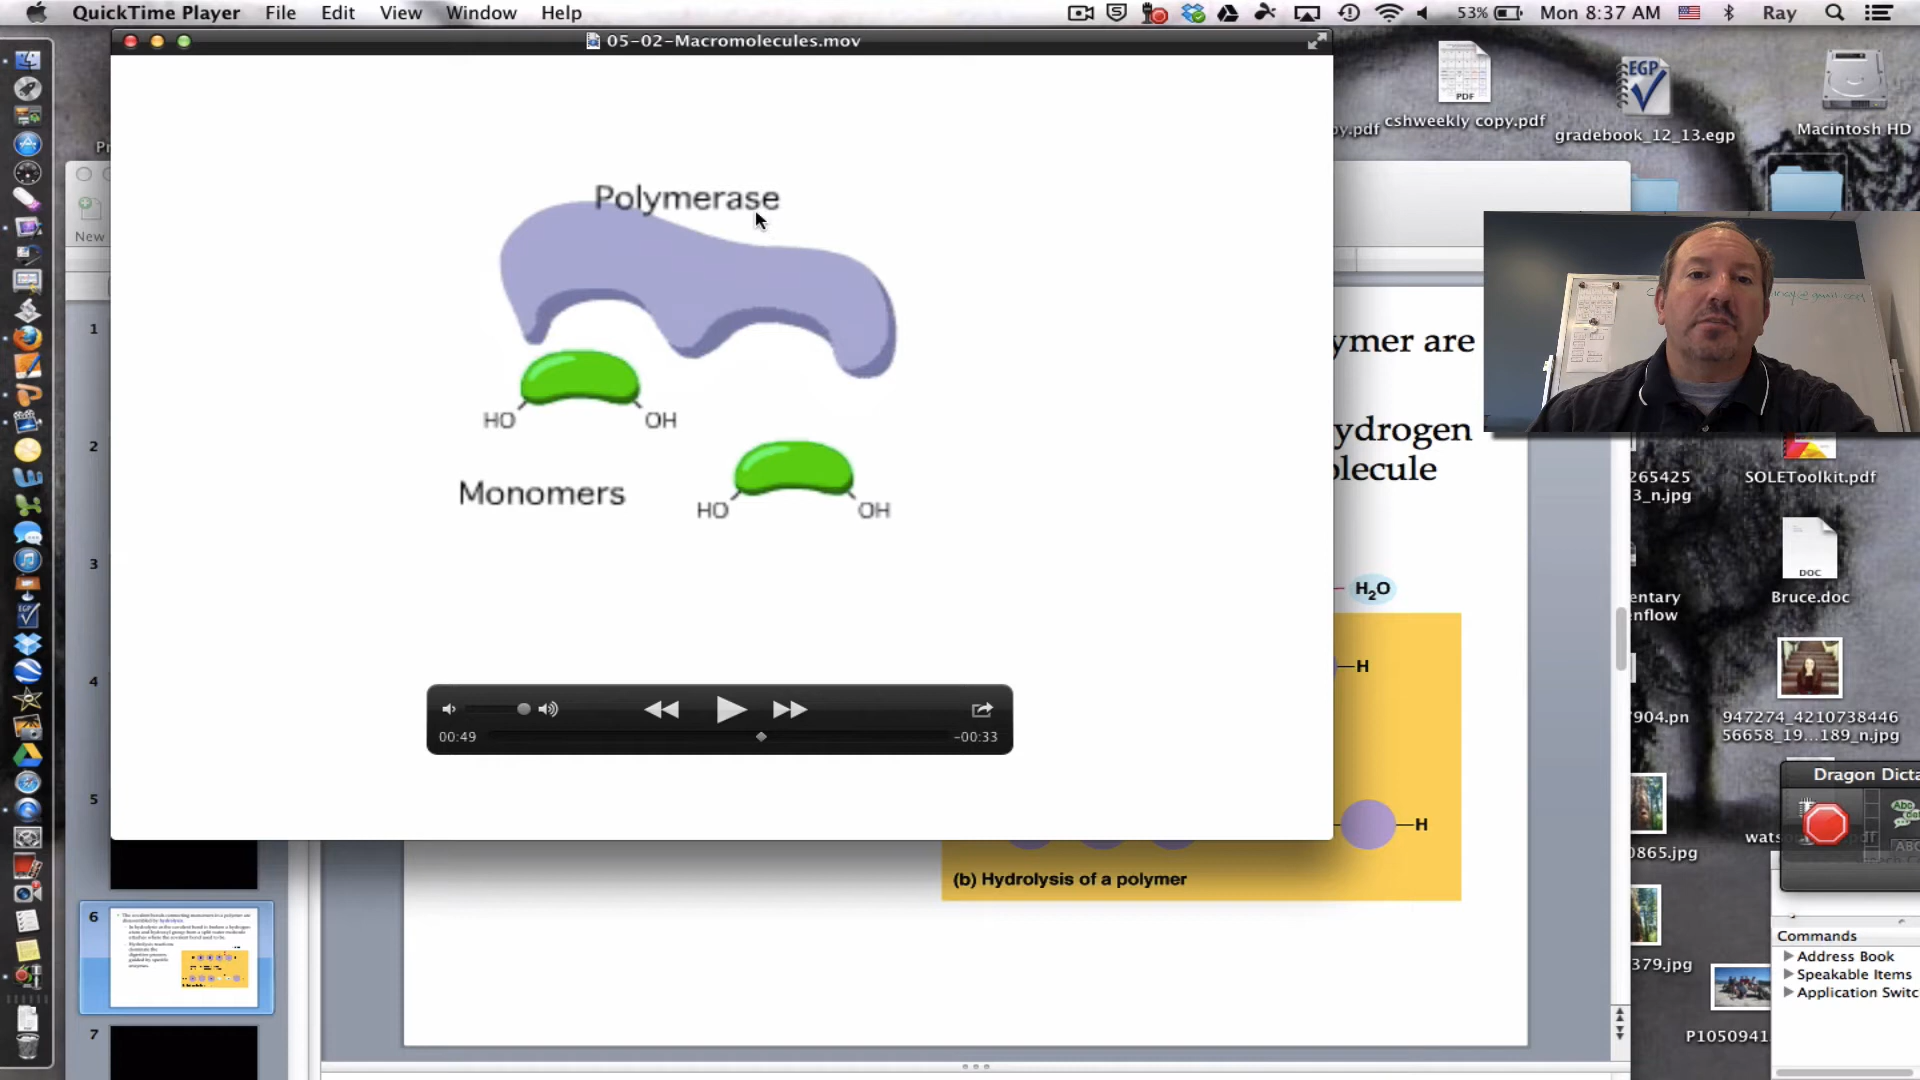 QuickTime Player File Edit View Window Help 53% Mon 8:37 AM Ray
05-02-Macromolecules.mov
Polymerase
HO OH
Monomers
HO OH
00:49 -00:33
New
1
2
3
4
5
6
7
ymer are
ydrogen
lecule
H₂O
H
H
(b) Hydrolysis of a polymer
PDF
cshweekly copy.pdf
EGP
gradebook_12_13.egp
Macintosh HD
265425
3_n.jpg
SOLEToolkit.pdf
DOC
Bruce.doc
entary
nflow
7904.pn
947274_4210738446
56658_19...189_n.jpg
Dragon Dicta
0865.jpg
379.jpg
P1050941
Commands
Address Book
Speakable Items
Application Switc